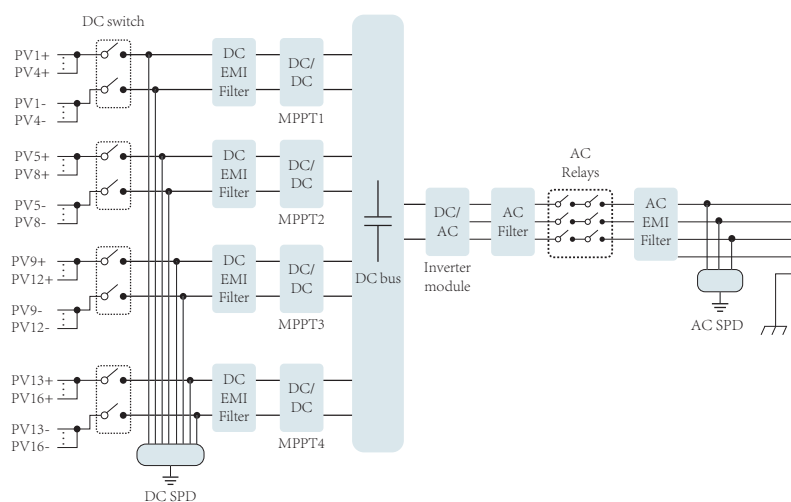 DC switch
PV1+
PV4+
PV1-
PV4-
DC
EMI
Filter
DC/
DC
MPPT1
PV5+
PV8+
PV5-
PV8-
DC
EMI
Filter
DC/
DC
MPPT2
PV9+
PV12+
PV9-
PV12-
DC
EMI
Filter
DC/
DC
MPPT3
PV13+
PV16+
PV13-
PV16-
DC
EMI
Filter
DC/
DC
MPPT4
DC SPD
DC bus
DC/
AC
Inverter
module
AC
Filter
AC
Relays
AC
EMI
Filter
AC SPD